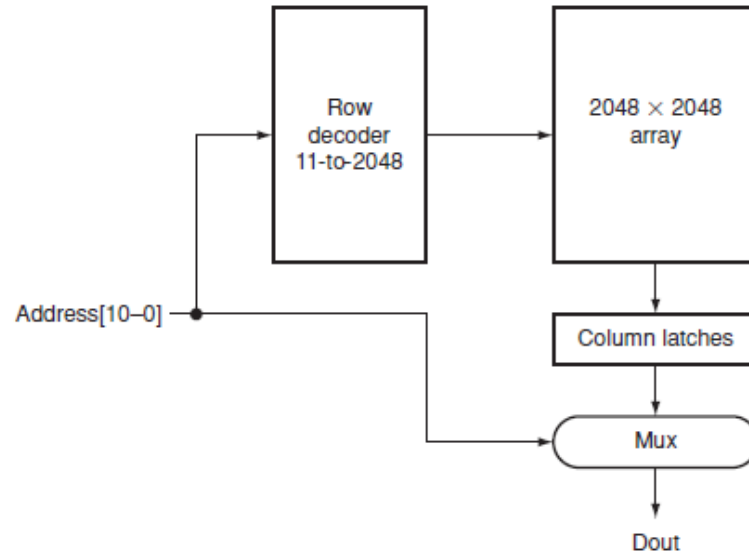 Row
decoder
11-to-2048
2048 × 2048
array
Address[10–0]
Column latches
Mux
Dout